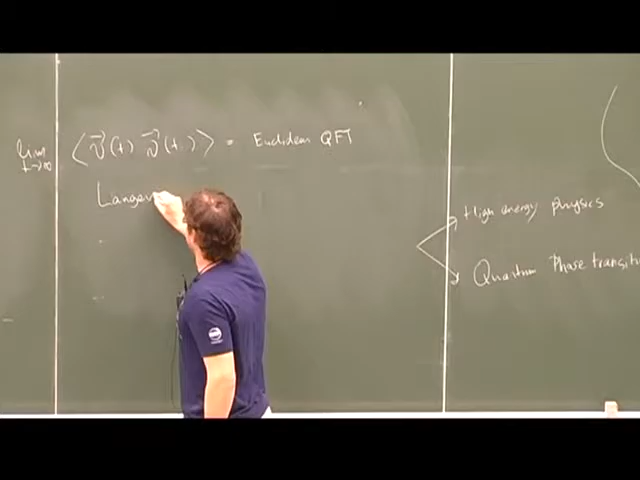 lim t→∞ ⟨v⃗(t) v⃗(t)⟩ = Euclidean QFT
Langev
High energy physics
Quantum Phase transiti